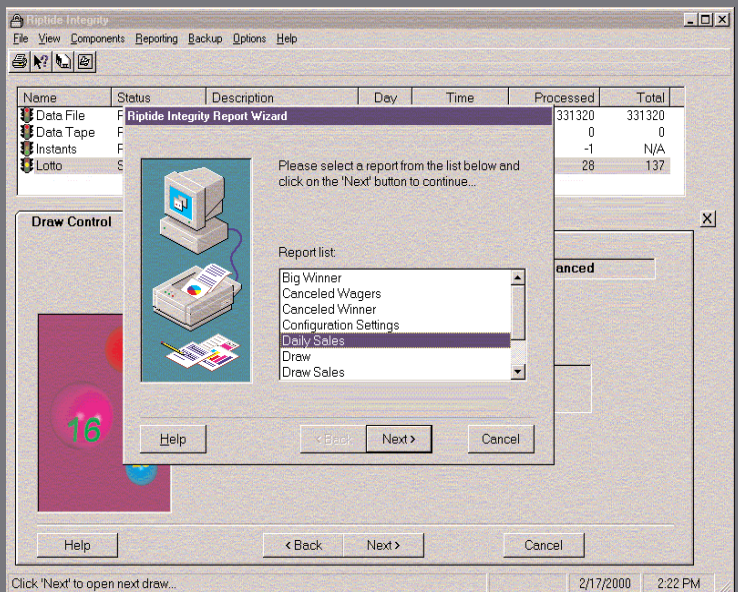 Riptide Integrity
File View Components Reporting Backup Options Help
Name Status Description Day Time Processed Total
Data File F 331320 331320
Data Tape F 0 0
Instants F -1 N/A
Lotto S 28 137
Riptide Integrity Report Wizard
Please select a report from the list below and
click on the 'Next' button to continue...
Report list:
Big Winner
Canceled Wagers
Canceled Winner
Configuration Settings
Daily Sales
Draw
Draw Sales
Help < Back Next > Cancel
Draw Control
anced
16
Help < Back Next > Cancel
Click 'Next' to open next draw... 2/17/2000 2:22 PM